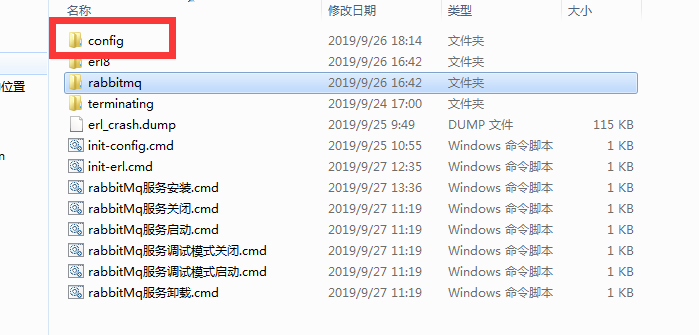 名称 修改日期 类型 大小
config 2019/9/26 18:14 文件夹
erl8 2019/9/26 16:42 文件夹
位置 rabbitmq 2019/9/26 16:42 文件夹
terminating 2019/9/24 17:00 文件夹
erl_crash.dump 2019/9/25 9:49 DUMP 文件 115 KB
init-config.cmd 2019/9/25 10:55 Windows 命令脚本 1 KB
init-erl.cmd 2019/9/27 12:35 Windows 命令脚本 1 KB
rabbitMq服务安装.cmd 2019/9/27 13:36 Windows 命令脚本 1 KB
rabbitMq服务关闭.cmd 2019/9/27 11:19 Windows 命令脚本 1 KB
rabbitMq服务启动.cmd 2019/9/27 11:19 Windows 命令脚本 1 KB
rabbitMq服务调试模式关闭.cmd 2019/9/27 11:19 Windows 命令脚本 1 KB
rabbitMq服务调试模式启动.cmd 2019/9/27 11:19 Windows 命令脚本 1 KB
rabbitMq服务卸载.cmd 2019/9/27 11:19 Windows 命令脚本 1 KB